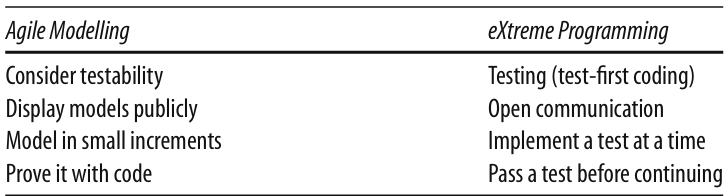 Agile Modelling eXtreme Programming
Consider testability Testing (test-first coding)
Display models publicly Open communication
Model in small increments Implement a test at a time
Prove it with code Pass a test before continuing